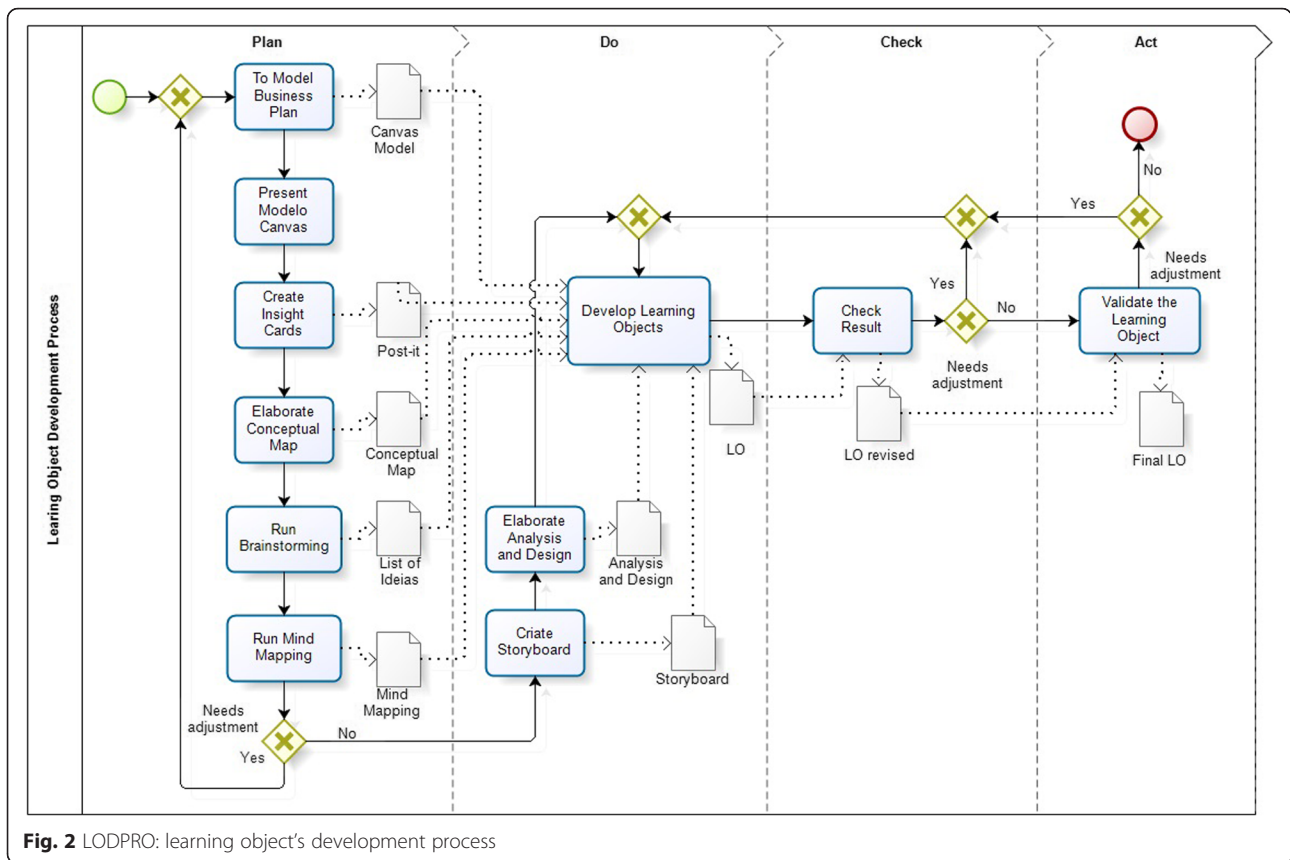 Plan
Do
Check
Act
Learing Object Development Process
To Model
Business
Plan
Canvas
Model
Present
Modelo
Canvas
Create
Insight
Cards
Post-it
Elaborate
Conceptual
Map
Conceptual
Map
Run
Brainstorming
List of
Ideias
Run Mind
Mapping
Mind
Mapping
Needs
adjustment
Yes
No
Criate
Storyboard
Storyboard
Elaborate
Analysis
and Design
Analysis
and Design
Develop Learning
Objects
LO
Check
Result
LO revised
Yes
No
Needs
adjustment
Validate the
Learning
Object
Final LO
Needs
adjustment
Yes
No
Fig. 2 LODPRO: learning object's development process